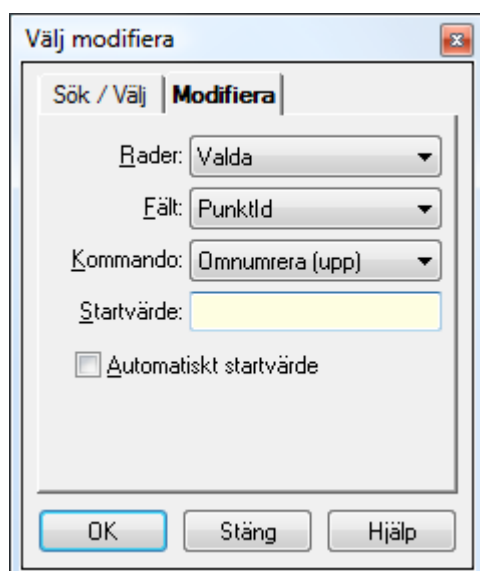 Välj modifiera
Sök / Välj Modifiera
Rader: Valda
Fält: PunktId
Kommando: Omnumrera (upp)
Startvärde:
Automatiskt startvärde
OK Stäng Hjälp